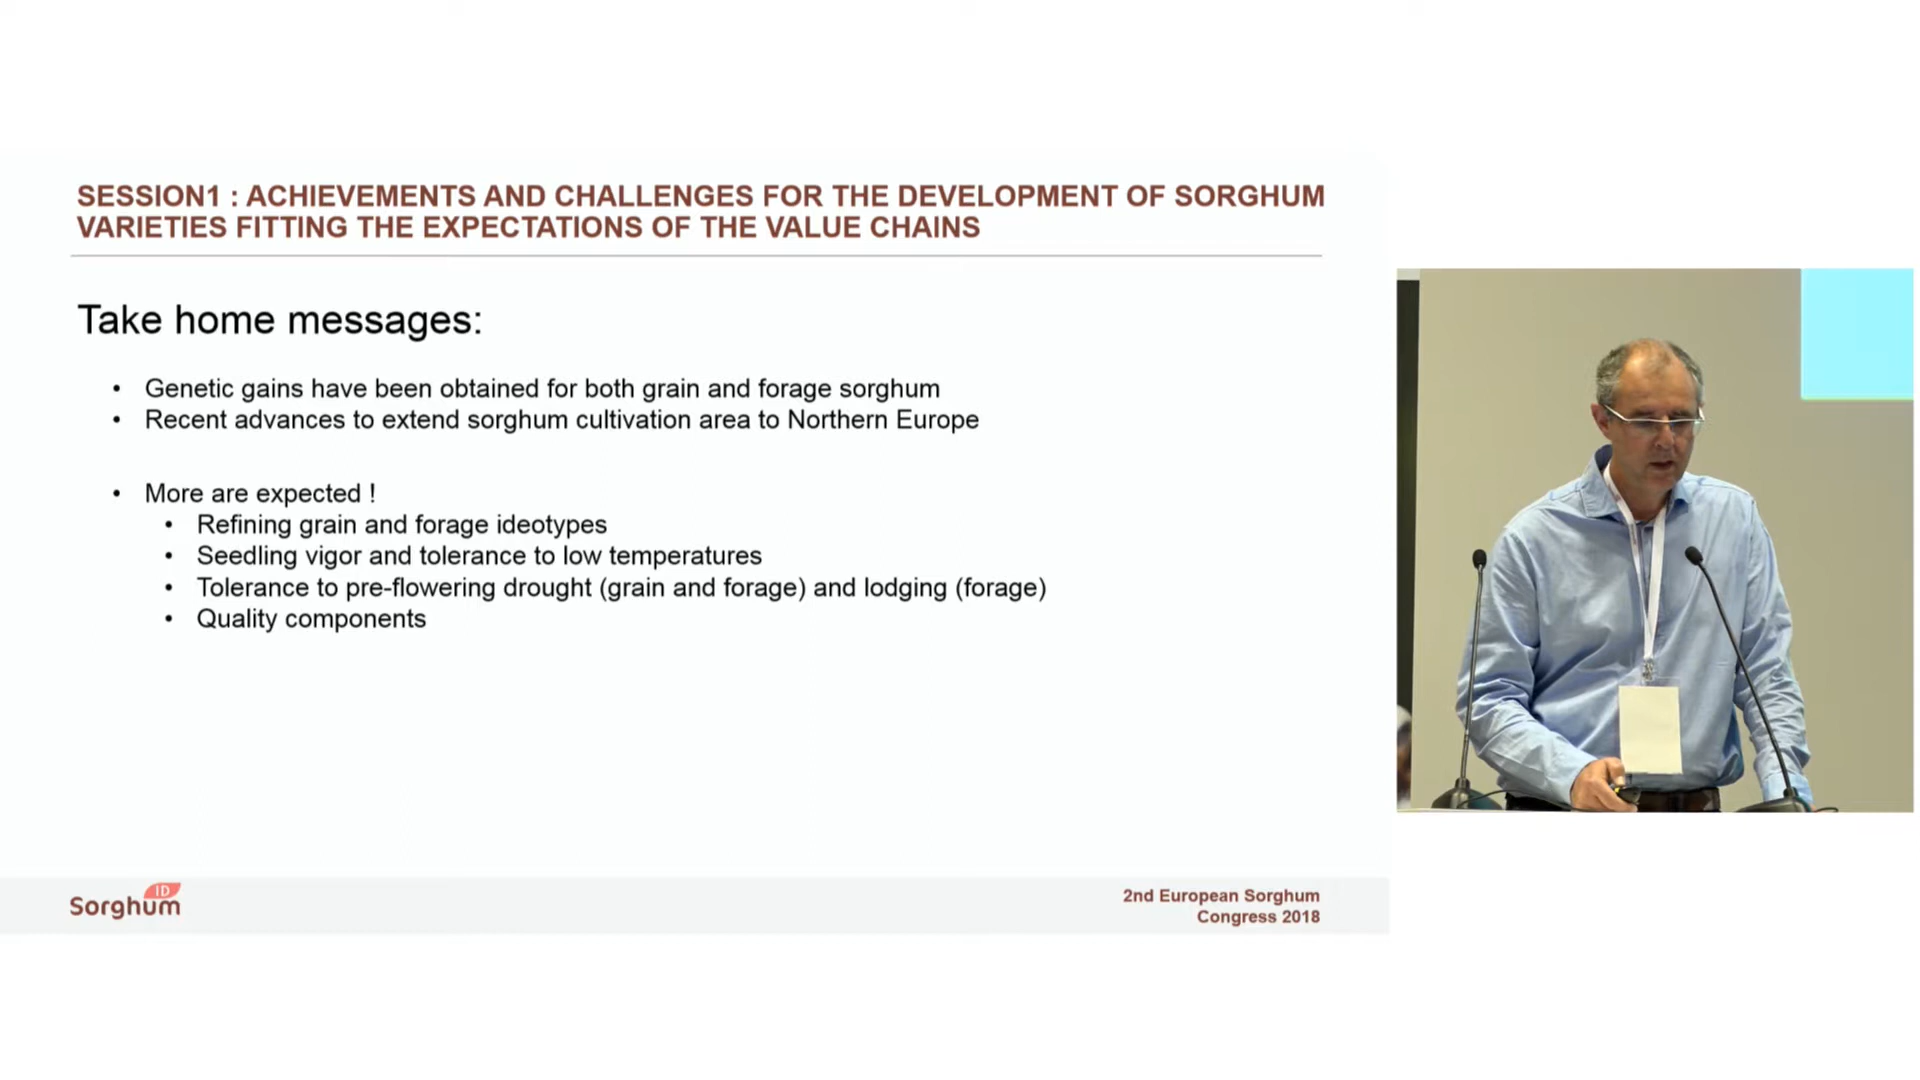 SESSION1 : ACHIEVEMENTS AND CHALLENGES FOR THE DEVELOPMENT OF SORGHUM
VARIETIES FITTING THE EXPECTATIONS OF THE VALUE CHAINS
Take home messages:
• Genetic gains have been obtained for both grain and forage sorghum
• Recent advances to extend sorghum cultivation area to Northern Europe
• More are expected !
• Refining grain and forage ideotypes
• Seedling vigor and tolerance to low temperatures
• Tolerance to pre-flowering drought (grain and forage) and lodging (forage)
• Quality components
ID
Sorghum
2nd European Sorghum
Congress 2018